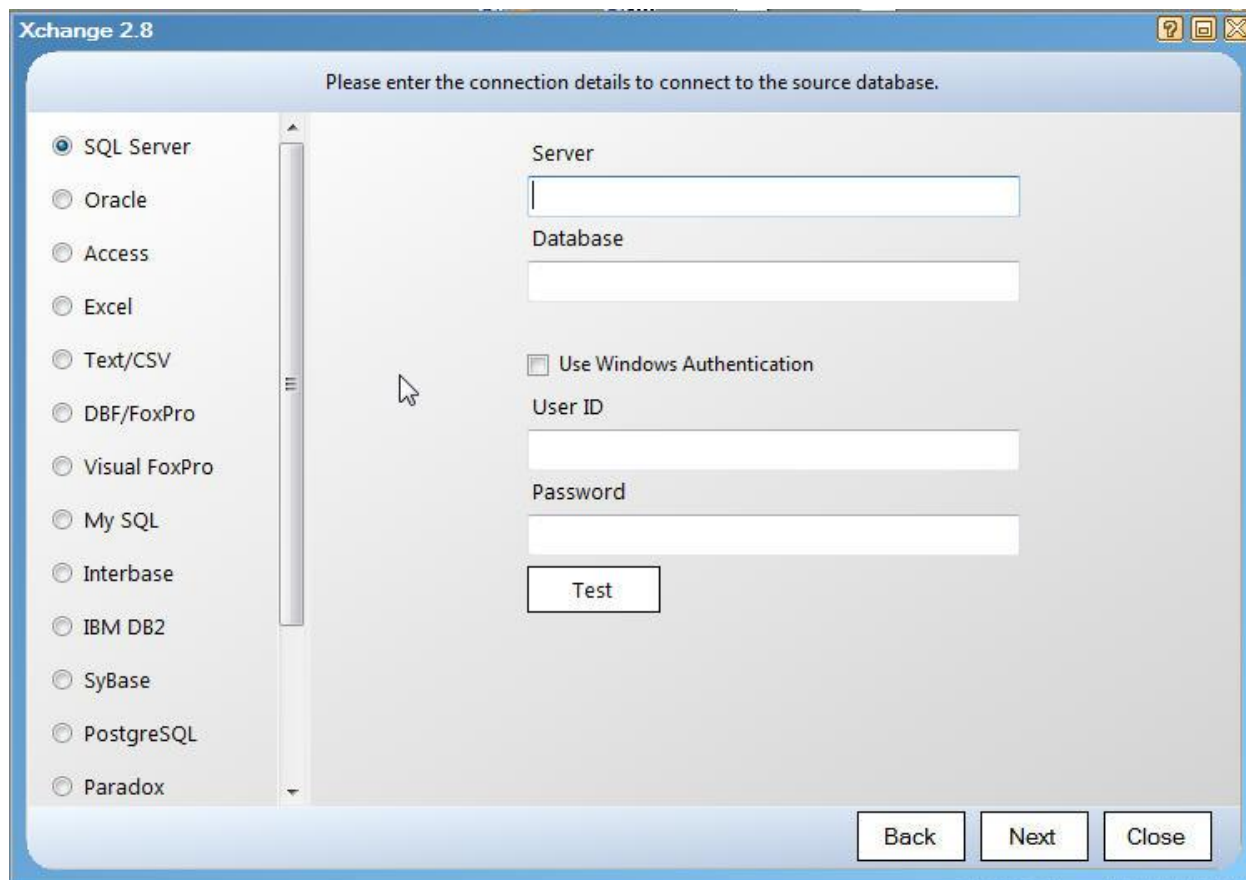 Xchange 2.8
Please enter the connection details to connect to the source database.
SQL Server
Oracle
Access
Excel
Text/CSV
DBF/FoxPro
Visual FoxPro
My SQL
Interbase
IBM DB2
SyBase
PostgreSQL
Paradox
Server
Database
Use Windows Authentication
User ID
Password
Test
Back Next Close